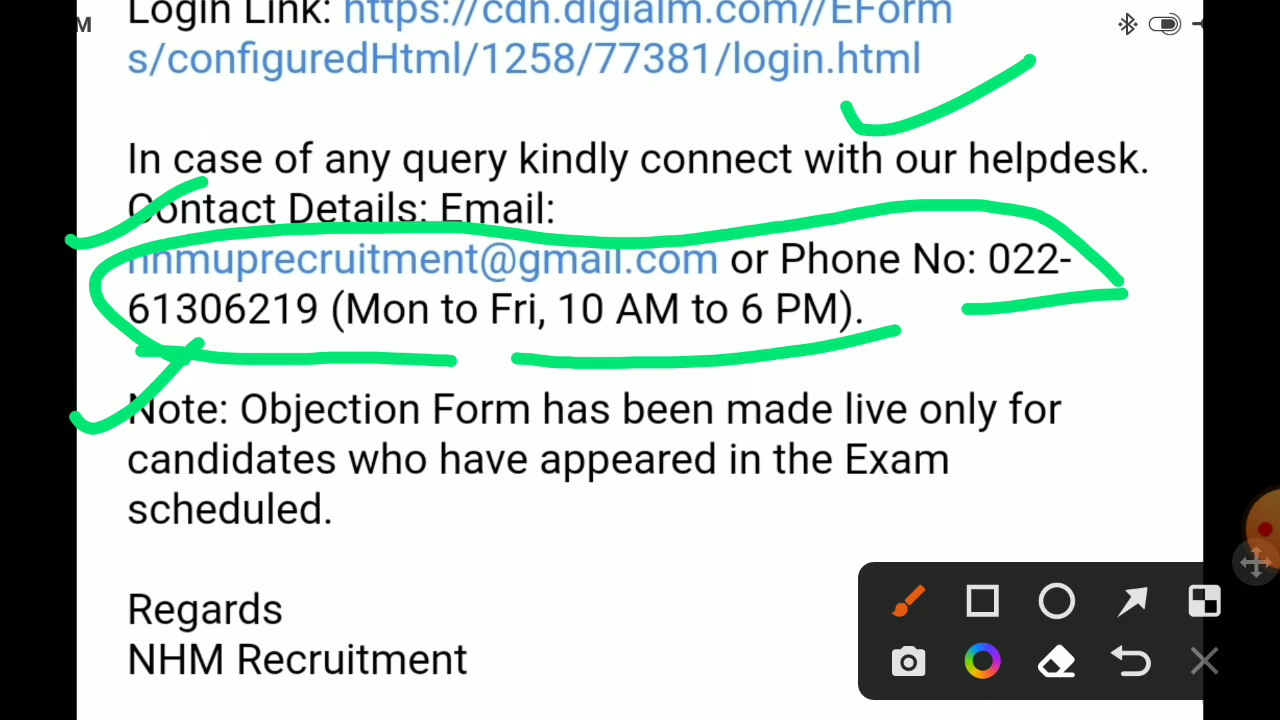 M
Login Link: https://cdn.digialm.com//EForm
s/configuredHtml/1258/77381/login.html
In case of any query kindly connect with our helpdesk.
Contact Details: Email:
nhmuprecruitment@gmail.com or Phone No: 022-
61306219 (Mon to Fri, 10 AM to 6 PM).
Note: Objection Form has been made live only for
candidates who have appeared in the Exam
scheduled.
Regards
NHM Recruitment